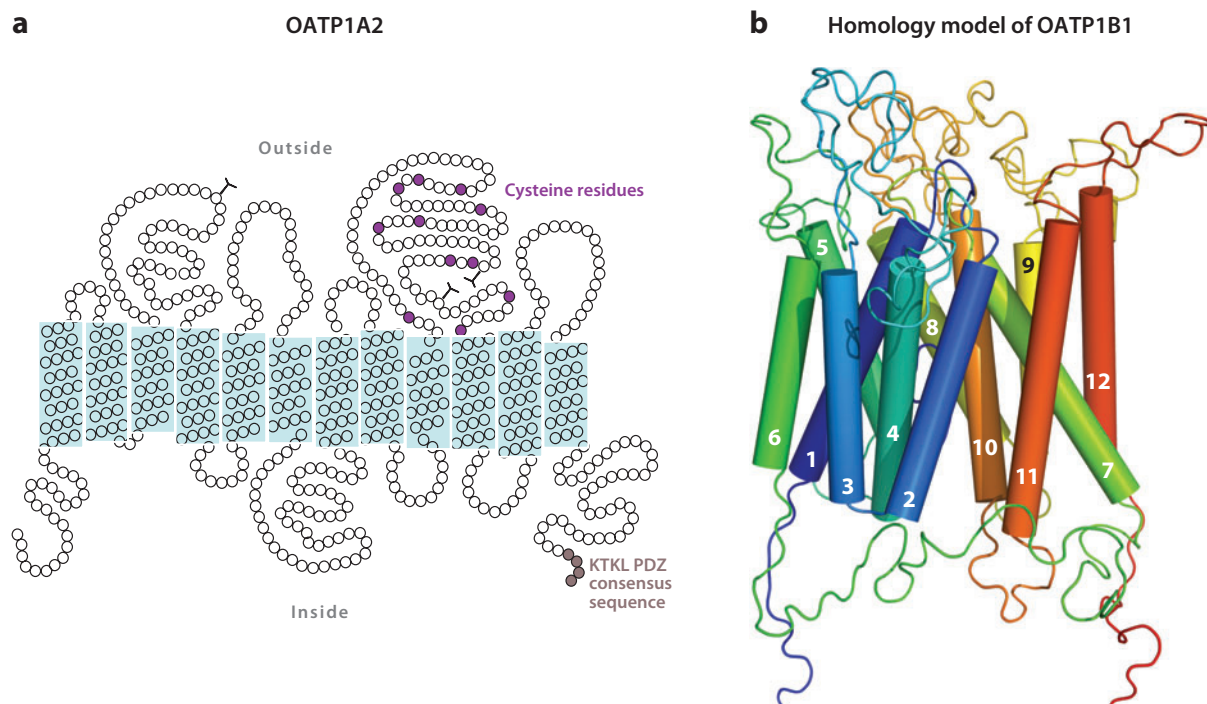 a
OATP1A2
Outside
Cysteine residues
KTKL PDZ
consensus
sequence
Inside
b
Homology model of OATP1B1
5
9
8
12
6
1
4
10
7
3
2
11